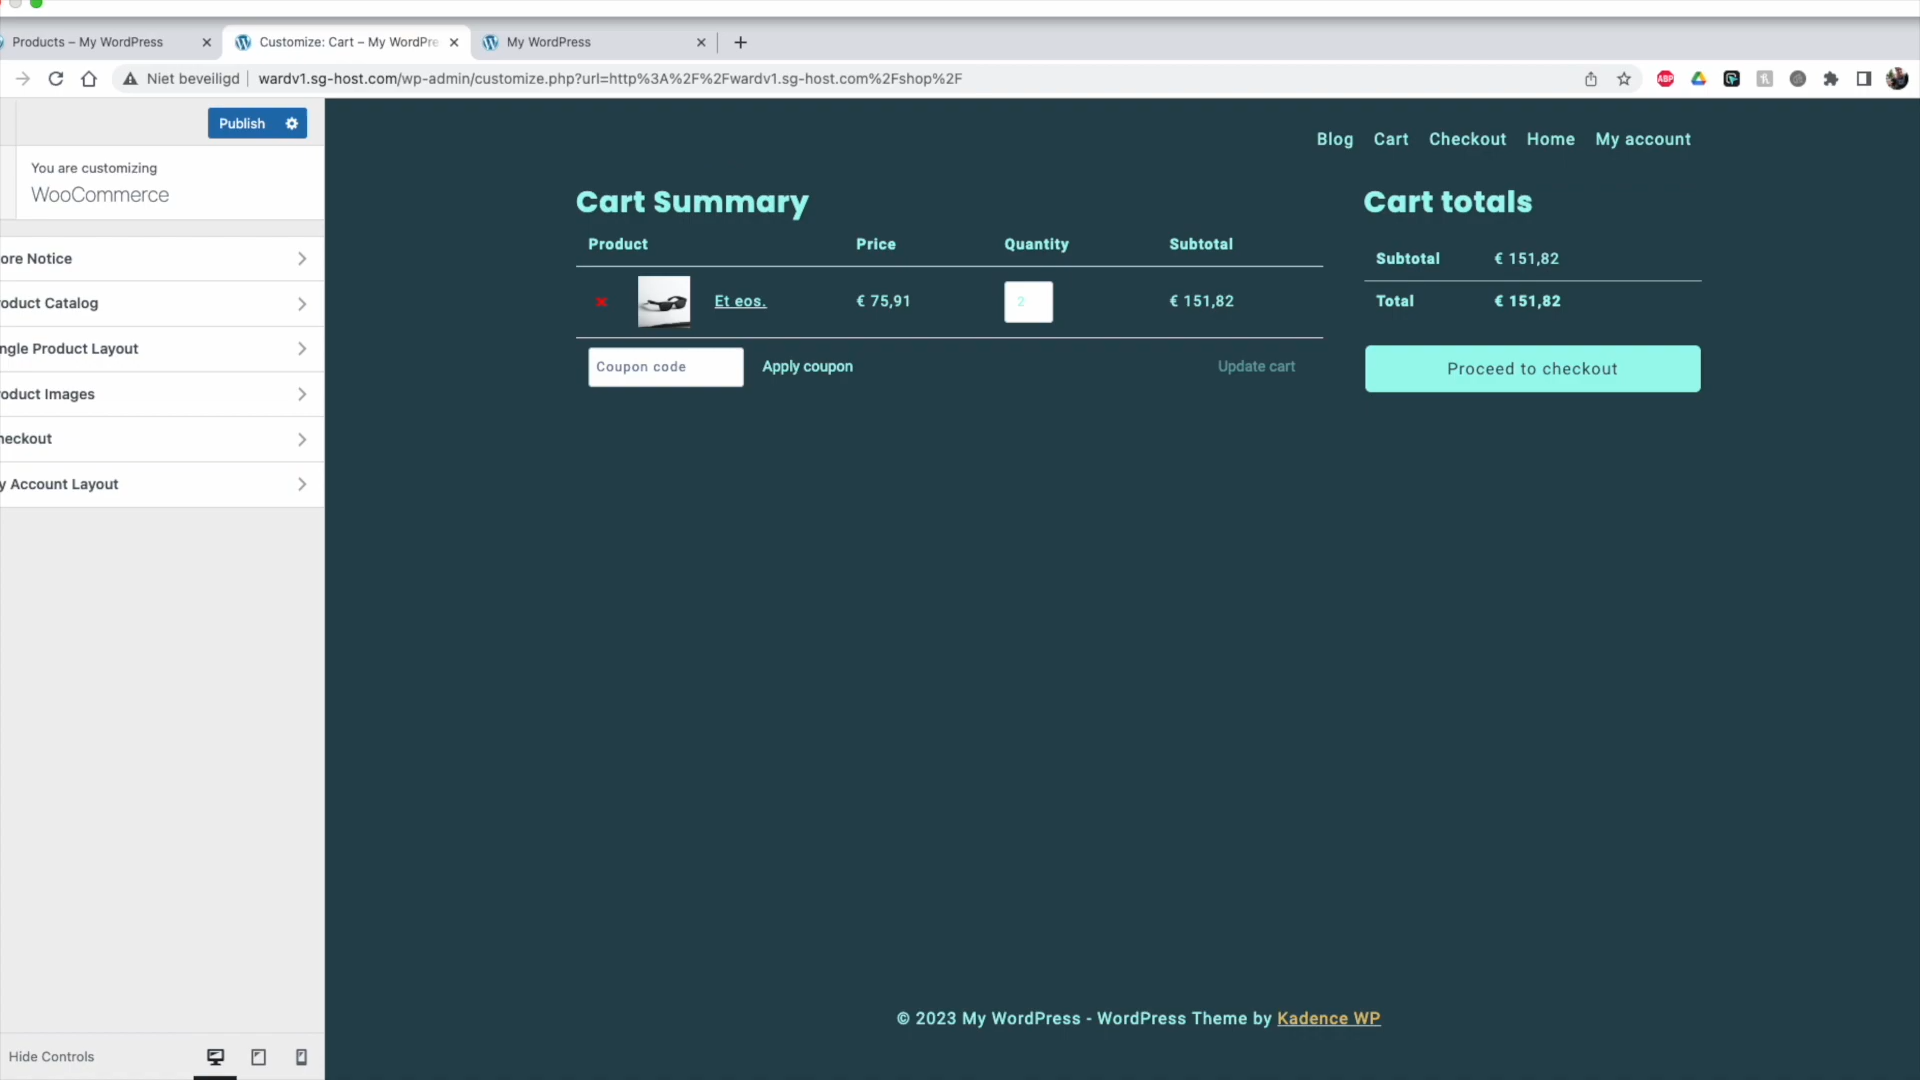 Products – My WordPress
Customize: Cart – My WordPre
My WordPress
Niet beveiligd
wardv1.sg-host.com/wp-admin/customize.php?url=http%3A%2F%2Fwardv1.sg-host.com%2Fshop%2F
ABP
Publish
You are customizing
WooCommerce
ore Notice
oduct Catalog
ngle Product Layout
oduct Images
heckout
y Account Layout
Hide Controls
Blog Cart Checkout Home My account
Cart Summary
Product Price Quantity Subtotal
Et eos. € 75,91 2 € 151,82
Coupon code Apply coupon Update cart
Cart totals
Subtotal € 151,82
Total € 151,82
Proceed to checkout
© 2023 My WordPress - WordPress Theme by Kadence WP